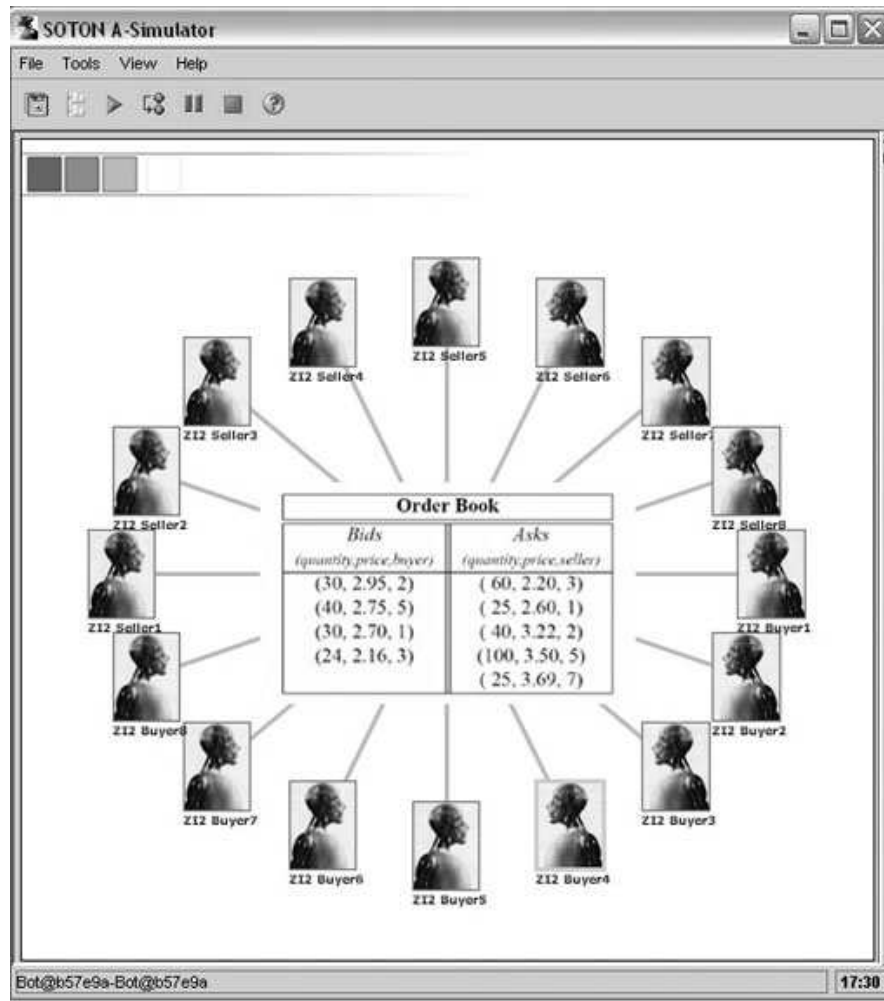 SOTON A-Simulator
File Tools View Help
ZI2 Seller5
ZI2 Seller4
ZI2 Seller6
ZI2 Seller3
ZI2 Seller7
ZI2 Seller2
ZI2 Seller8
Order Book
Bids Asks
(quantity,price,buyer) (quantity,price,seller)
(30, 2.95, 2) ( 60, 2.20, 3)
(40, 2.75, 5) ( 25, 2.60, 1)
(30, 2.70, 1) ( 40, 3.22, 2)
(24, 2.16, 3) (100, 3.50, 5)
( 25, 3.69, 7)
ZI2 Seller1
ZI2 Buyer1
ZI2 Buyer8
ZI2 Buyer2
ZI2 Buyer7
ZI2 Buyer3
ZI2 Buyer6
ZI2 Buyer4
ZI2 Buyer5
Bot@b57e9a-Bot@b57e9a 17:30